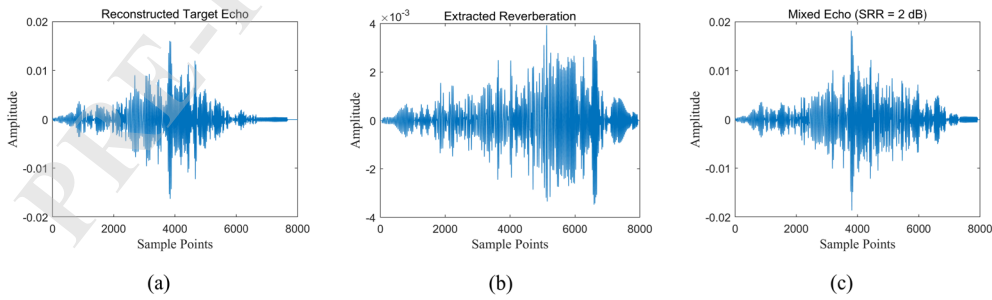 Reconstructed Target Echo
0.02
0.01
0
-0.01
-0.02
Amplitude
0 2000 4000 6000 8000
Sample Points
(a)
Extracted Reverberation
4 ×10⁻³
2
0
-2
-4
Amplitude
0 2000 4000 6000 8000
Sample Points
(b)
Mixed Echo (SRR = 2 dB)
0.02
0.01
0
-0.01
-0.02
Amplitude
0 2000 4000 6000 8000
Sample Points
(c)
PRE-